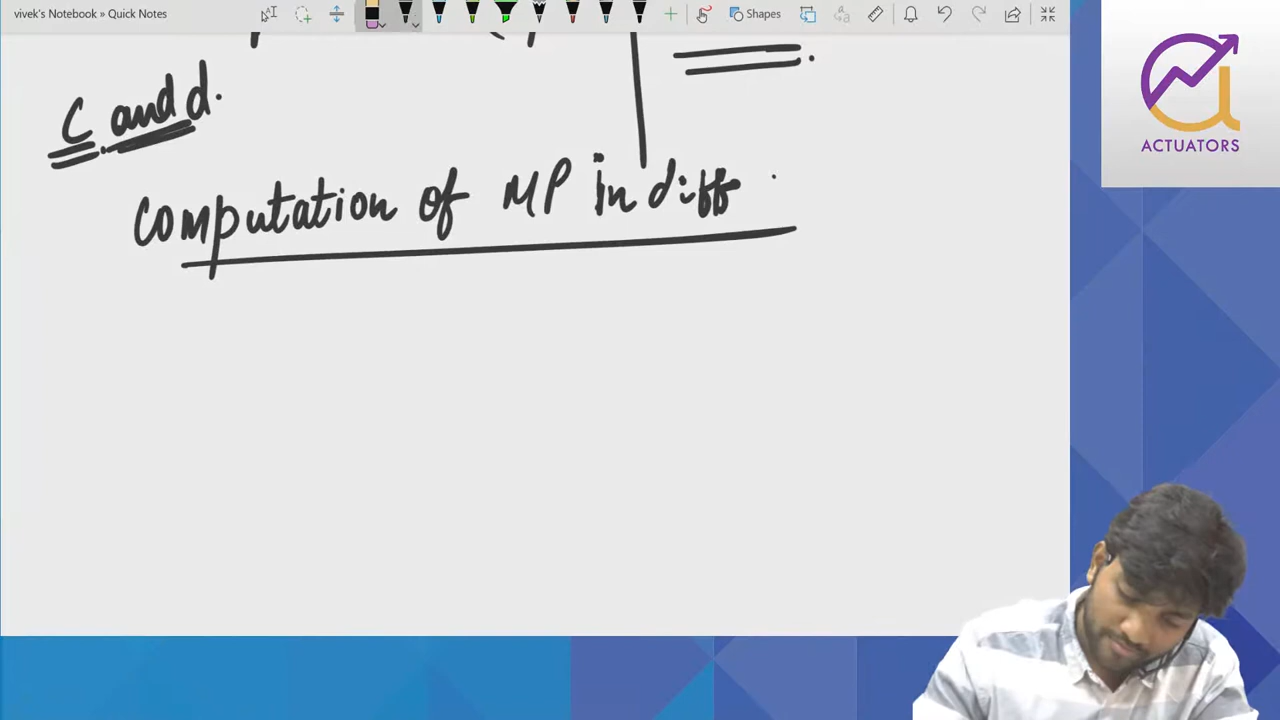 vivek's Notebook » Quick Notes
Shapes
ACTUATORS
C and d.
Computation of MP in diff